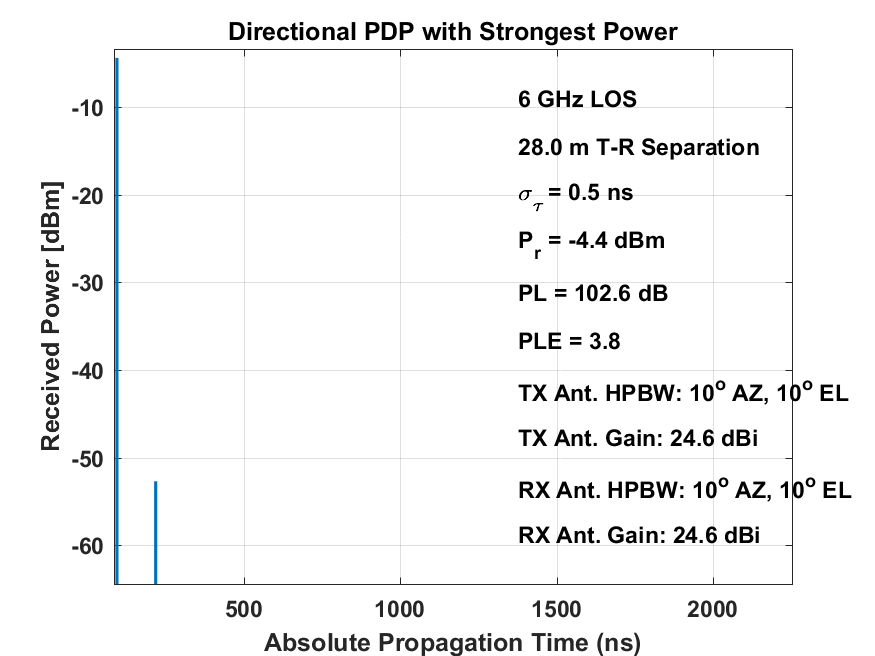 Directional PDP with Strongest Power
Received Power [dBm]
-10
-20
-30
-40
-50
-60
6 GHz LOS
28.0 m T-R Separation
στ = 0.5 ns
Pr = -4.4 dBm
PL = 102.6 dB
PLE = 3.8
TX Ant. HPBW: 10o AZ, 10o EL
TX Ant. Gain: 24.6 dBi
RX Ant. HPBW: 10o AZ, 10o EL
RX Ant. Gain: 24.6 dBi
500 1000 1500 2000
Absolute Propagation Time (ns)